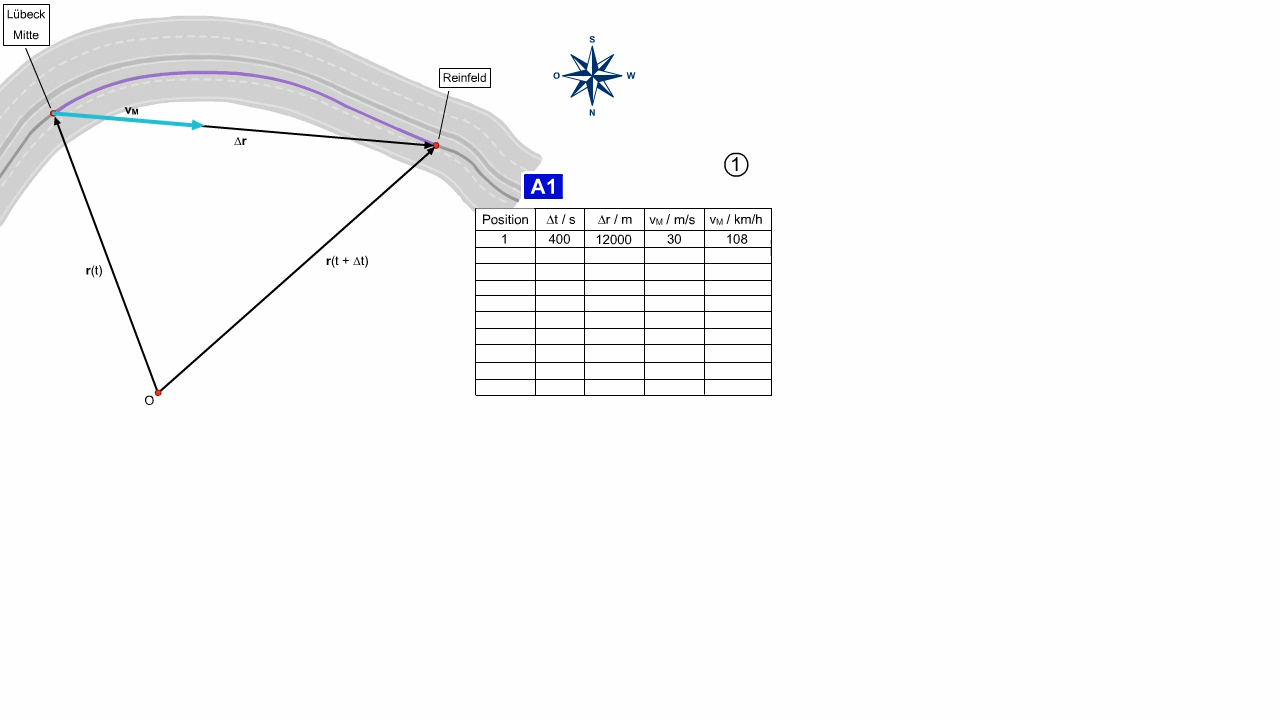 Lübeck
Mitte
S
O
W
N
Reinfeld
vM
Δr
1
A1
Position Δt / s Δr / m vM / m/s vM / km/h
1 400 12000 30 108
r(t)
r(t + Δt)
O